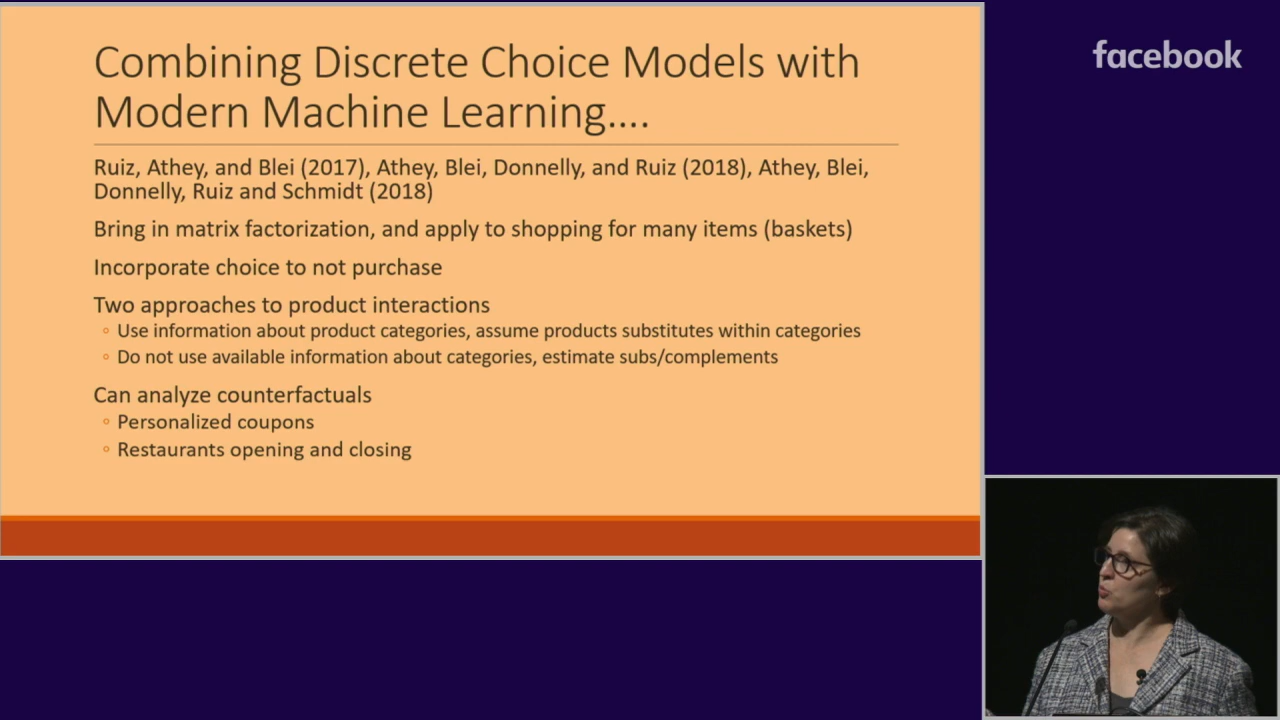 Combining Discrete Choice Models with
Modern Machine Learning....
Ruiz, Athey, and Blei (2017), Athey, Blei, Donnelly, and Ruiz (2018), Athey, Blei,
Donnelly, Ruiz and Schmidt (2018)
Bring in matrix factorization, and apply to shopping for many items (baskets)
Incorporate choice to not purchase
Two approaches to product interactions
◦ Use information about product categories, assume products substitutes within categories
◦ Do not use available information about categories, estimate subs/complements
Can analyze counterfactuals
◦ Personalized coupons
◦ Restaurants opening and closing
facebook